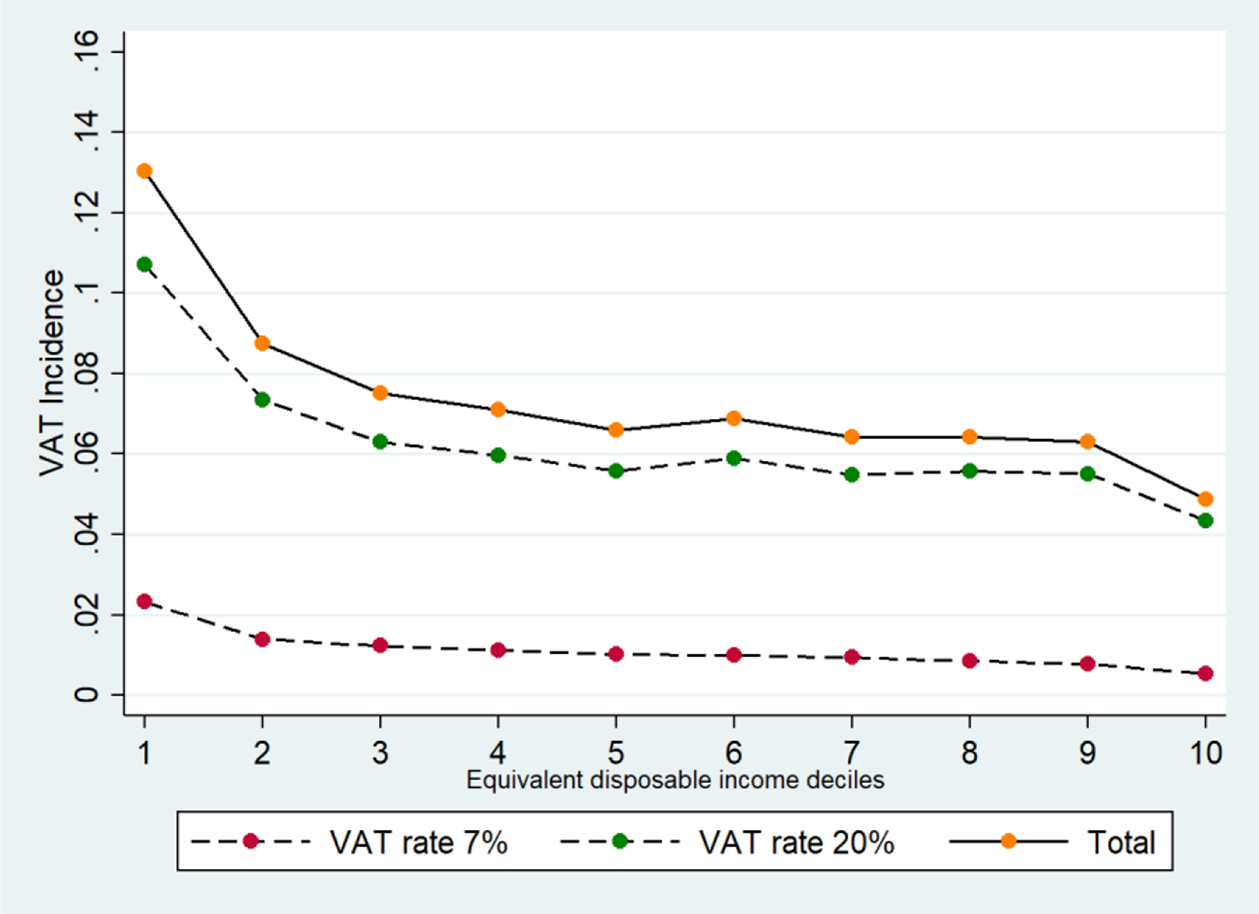 .16
.14
.12
.1
.08
.06
.04
.02
0
VAT Incidence
1 2 3 4 5 6 7 8 9 10
Equivalent disposable income deciles
VAT rate 7% VAT rate 20% Total